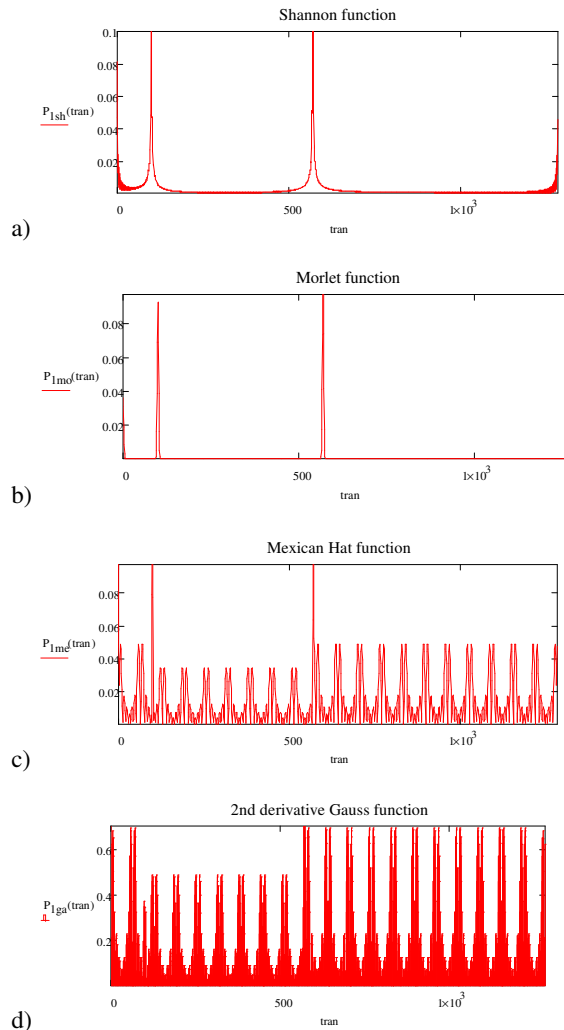 Shannon function
0.1
0.08
0.06
P1sh(tran)
0.04
0.02
0 500 1×10³
tran
a)
Morlet function
0.08
0.06
P1mo(tran)
0.04
0.02
0 500 1×10³
tran
b)
Mexican Hat function
0.08
0.06
P1me(tran)
0.04
0.02
0 500 1×10³
tran
c)
2nd derivative Gauss function
0.6
0.4
P1ga(tran)
0.2
0 500 1×10³
tran
d)